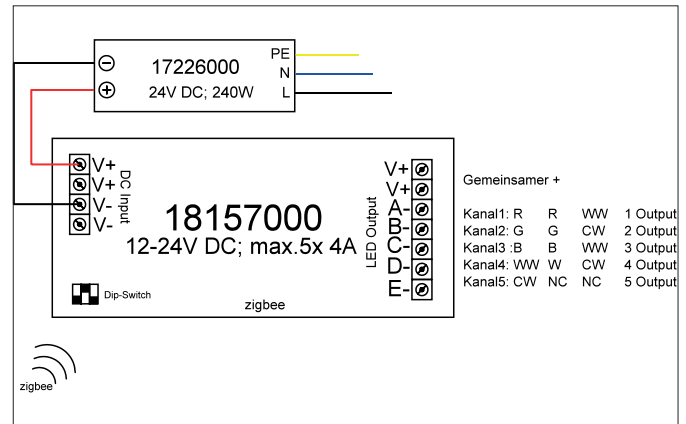 17226000
24V DC; 240W
PE
N
L
V+
V+
V-
V-
DC Input
18157000
12-24V DC; max.5x 4A
LED Output
V+
V+
A-
B-
C-
D-
E-
Dip-Switch
zigbee
Gemeinsamer +
Kanal1: R R WW 1 Output
Kanal2: G G CW 2 Output
Kanal3 :B B WW 3 Output
Kanal4: WW W CW 4 Output
Kanal5: CW NC NC 5 Output
zigbee